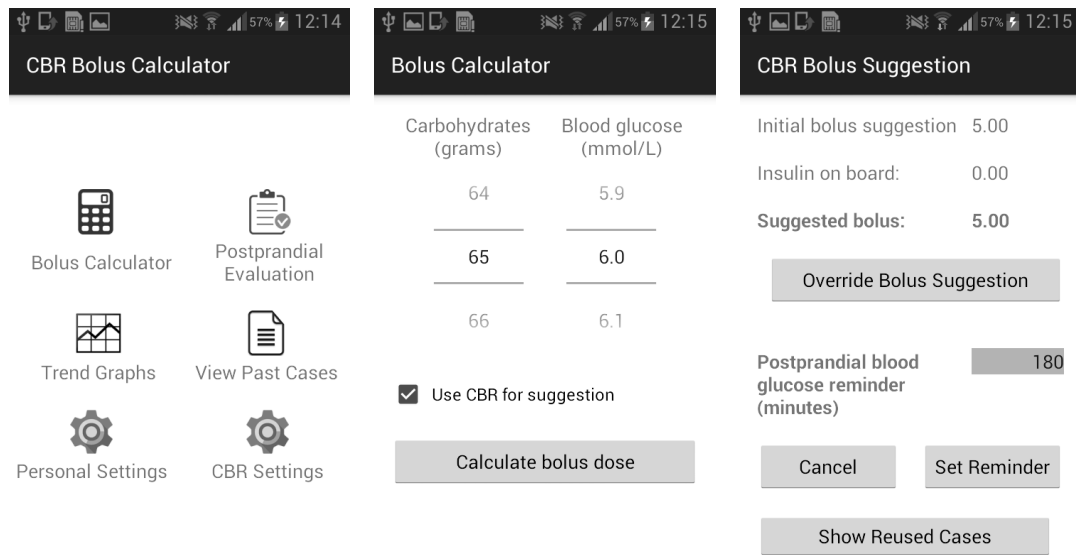 57% 12:14
CBR Bolus Calculator
Bolus Calculator
Postprandial
Evaluation
Trend Graphs
View Past Cases
Personal Settings
CBR Settings
57% 12:15
Bolus Calculator
Carbohydrates
(grams)
Blood glucose
(mmol/L)
64 5.9
65 6.0
66 6.1
Use CBR for suggestion
Calculate bolus dose
57% 12:15
CBR Bolus Suggestion
Initial bolus suggestion 5.00
Insulin on board: 0.00
Suggested bolus: 5.00
Override Bolus Suggestion
Postprandial blood
glucose reminder
(minutes)
180
Cancel
Set Reminder
Show Reused Cases